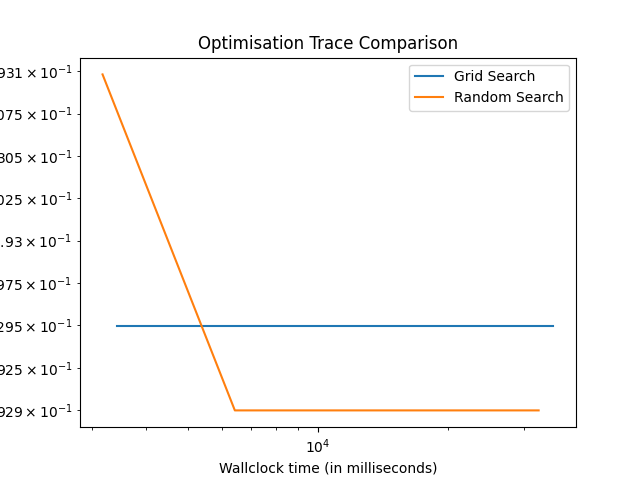 Optimisation Trace Comparison
Grid Search
Random Search
931 × 10⁻¹
075 × 10⁻¹
305 × 10⁻¹
025 × 10⁻¹
.93 × 10⁻¹
975 × 10⁻¹
295 × 10⁻¹
925 × 10⁻¹
929 × 10⁻¹
10⁴
Wallclock time (in milliseconds)